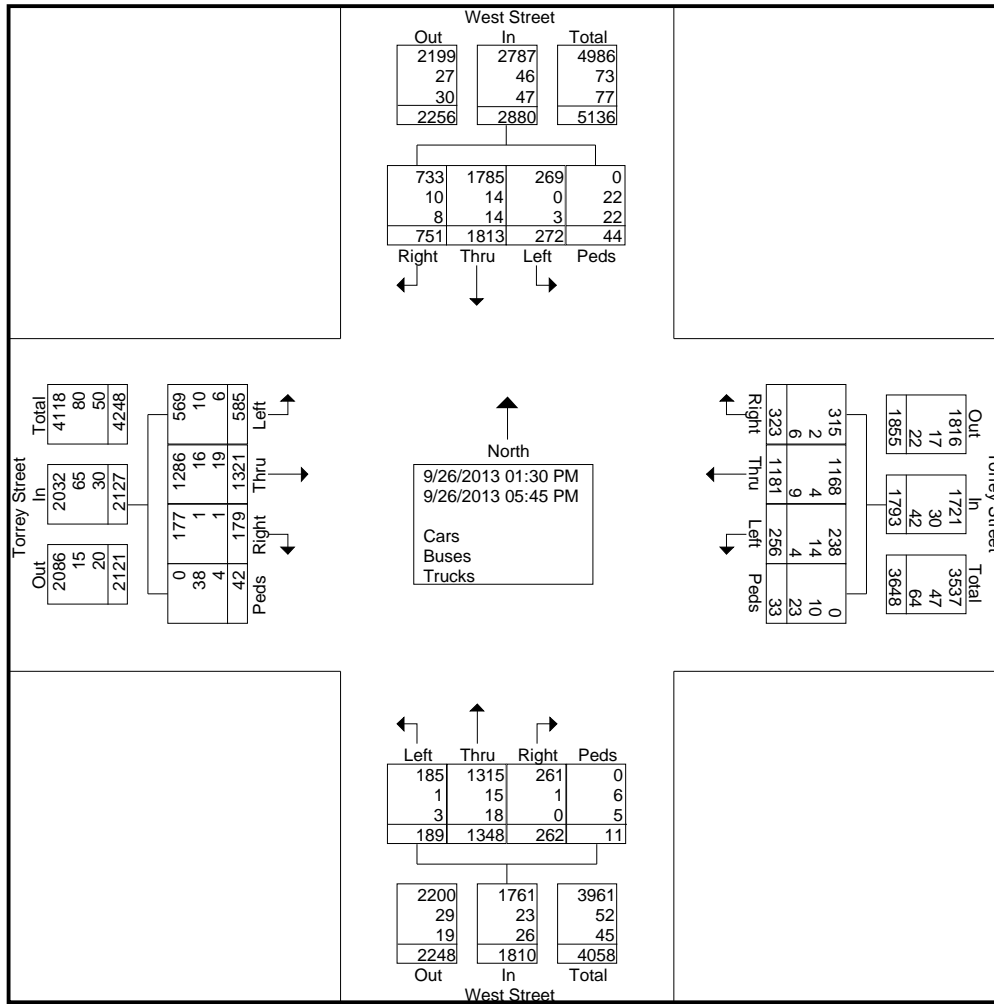 West Street
Out In Total
2199 2787 4986
27 46 73
30 47 77
2256 2880 5136
733 1785 269 0
10 14 0 22
8 14 3 22
751 1813 272 44
Right Thru Left Peds
Torrey Street
Total In Out
4118 2032 2086
80 65 15
50 30 20
4248 2127 2121
569 1286 177 0
10 16 1 38
6 19 1 4
585 1321 179 42
Left Thru Right Peds
North
9/26/2013 01:30 PM
9/26/2013 05:45 PM
Cars
Buses
Trucks
Right Thru Left Peds
315 1168 238 0
2 4 14 10
6 9 4 23
323 1181 256 33
Torrey Street
Out In Total
1816 1721 3537
17 30 47
22 42 64
1855 1793 3648
Left Thru Right Peds
185 1315 261 0
1 15 1 6
3 18 0 5
189 1348 262 11
2200 1761 3961
29 23 52
19 26 45
2248 1810 4058
Out In Total
West Street